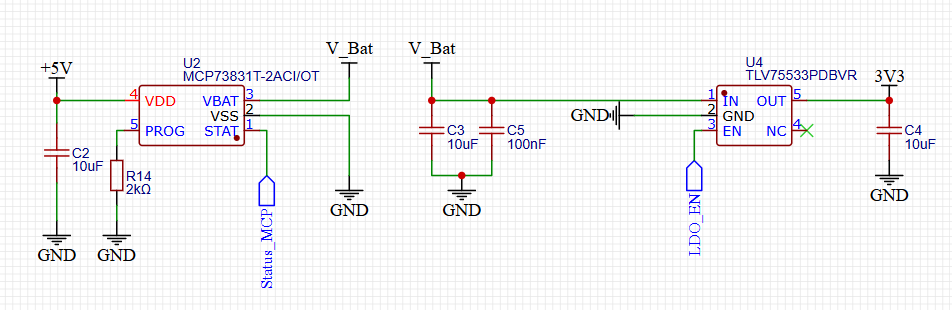 +5V
U2
MCP73831T-2ACI/OT
4
VDD
VBAT
3
VSS
2
5
PROG
STAT
1
C2
10uF
R14
2kΩ
GND
GND
Status_MCP
V_Bat
GND
V_Bat
C3
10uF
C5
100nF
GND
GND
U4
TLV75533PDBVR
1
IN
OUT
5
2
GND
3
EN
NC
4
LDO_EN
3V3
C4
10uF
GND